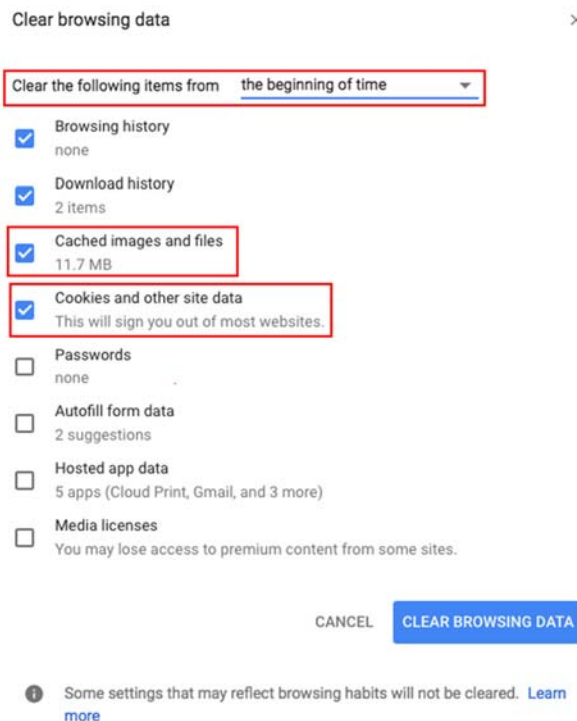 Clear browsing data
Clear the following items from the beginning of time
Browsing history
none
Download history
2 items
Cached images and files
11.7 MB
Cookies and other site data
This will sign you out of most websites.
Passwords
none
Autofill form data
2 suggestions
Hosted app data
5 apps (Cloud Print, Gmail, and 3 more)
Media licenses
You may lose access to premium content from some sites.
CANCEL CLEAR BROWSING DATA
Some settings that may reflect browsing habits will not be cleared. Learn
more